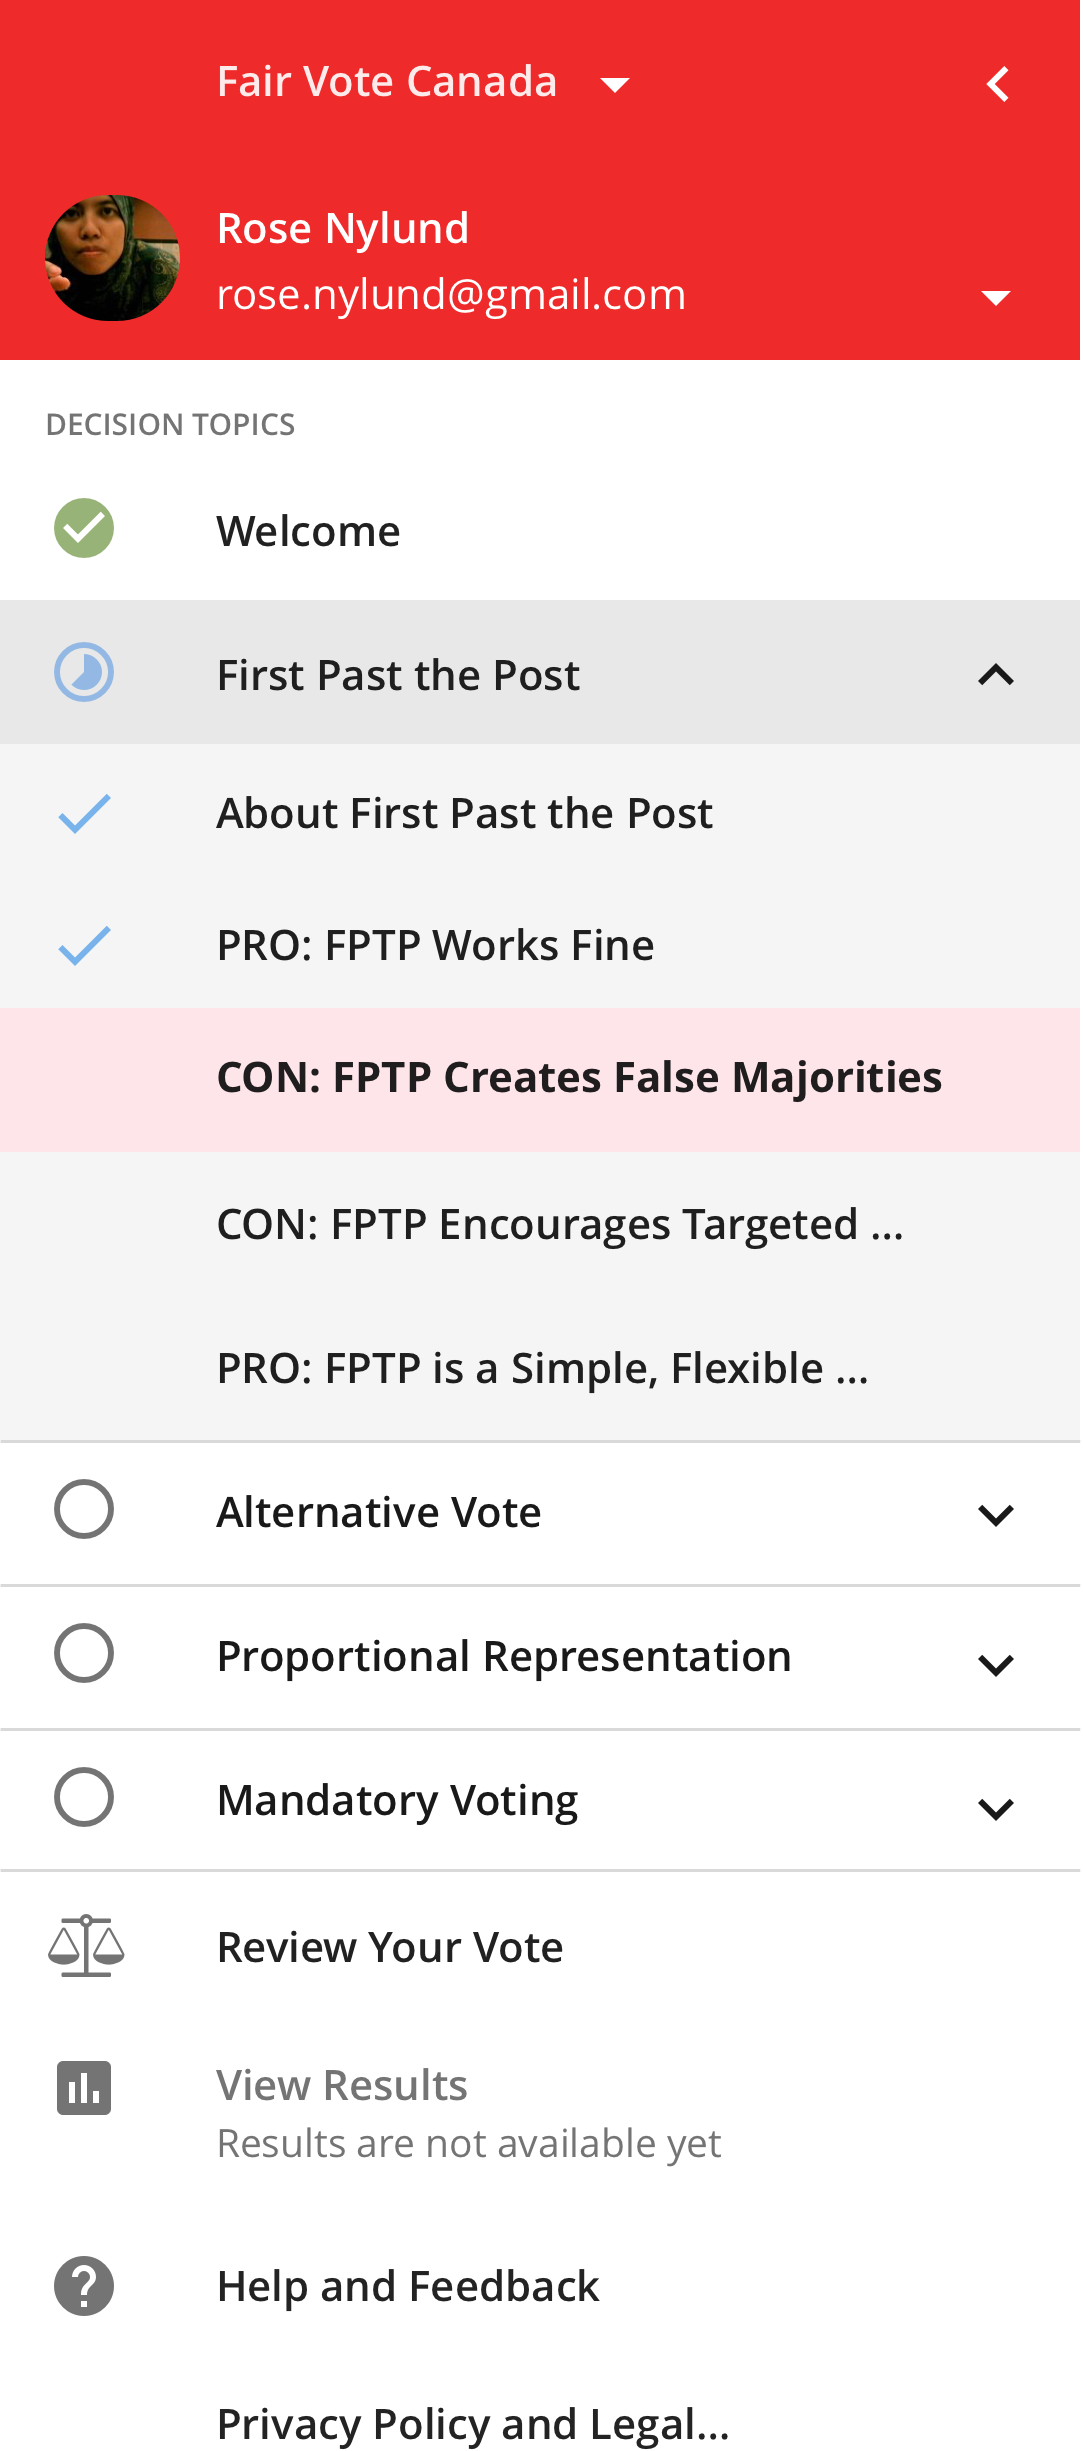 Fair Vote Canada
Rose Nylund
rose.nylund@gmail.com
DECISION TOPICS
Welcome
First Past the Post
About First Past the Post
PRO: FPTP Works Fine
CON: FPTP Creates False Majorities
CON: FPTP Encourages Targeted ...
PRO: FPTP is a Simple, Flexible ...
Alternative Vote
Proportional Representation
Mandatory Voting
Review Your Vote
View Results
Results are not available yet
Help and Feedback
Privacy Policy and Legal...